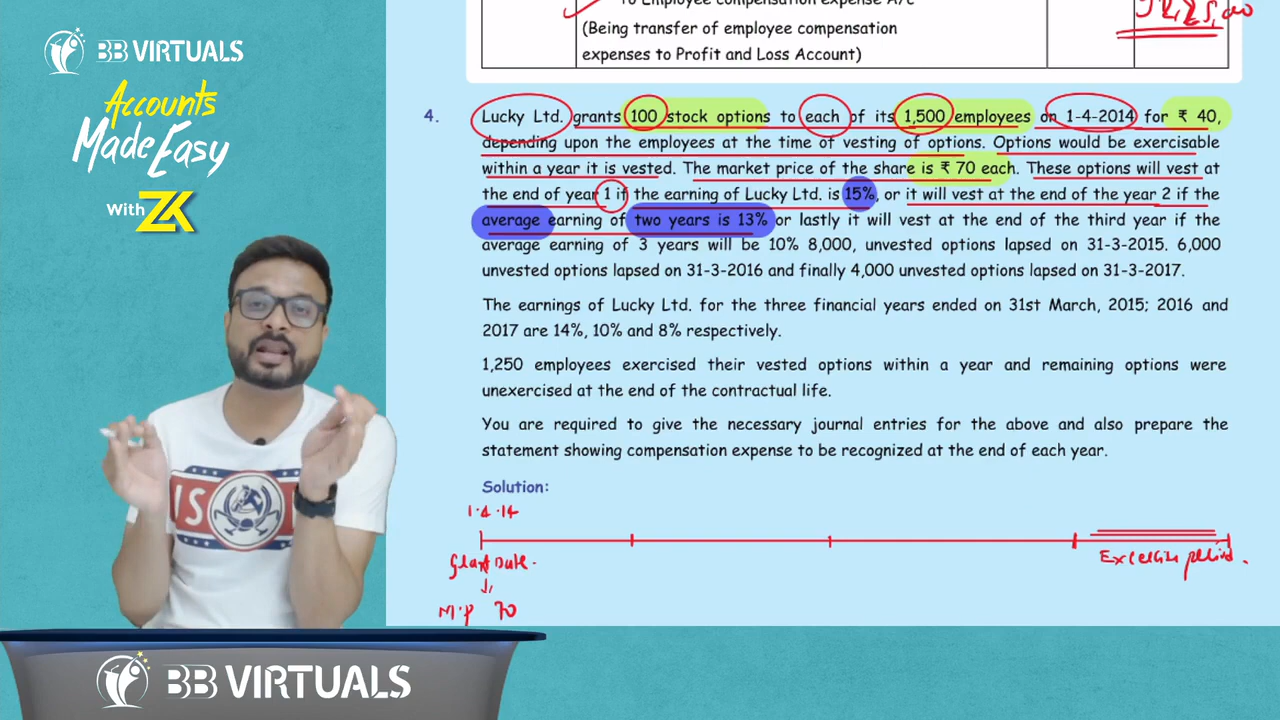 BB VIRTUALS
Accounts
Made Easy
With ZK
To Employee compensation expense A/c
(Being transfer of employee compensation
expenses to Profit and Loss Account)
4. Lucky Ltd. grants 100 stock options to each of its 1,500 employees on 1-4-2014 for ₹ 40,
depending upon the employees at the time of vesting of options. Options would be exercisable
within a year it is vested. The market price of the share is ₹ 70 each. These options will vest at
the end of year 1 if the earning of Lucky Ltd. is 15%, or it will vest at the end of the year 2 if the
average earning of two years is 13% or lastly it will vest at the end of the third year if the
average earning of 3 years will be 10% 8,000, unvested options lapsed on 31-3-2015. 6,000
unvested options lapsed on 31-3-2016 and finally 4,000 unvested options lapsed on 31-3-2017.
The earnings of Lucky Ltd. for the three financial years ended on 31st March, 2015; 2016 and
2017 are 14%, 10% and 8% respectively.
1,250 employees exercised their vested options within a year and remaining options were
unexercised at the end of the contractual life.
You are required to give the necessary journal entries for the above and also prepare the
statement showing compensation expense to be recognized at the end of each year.
Solution:
1.4.14
Grant Date.
Exercise period.
M.P 70
IS
BB VIRTUALS